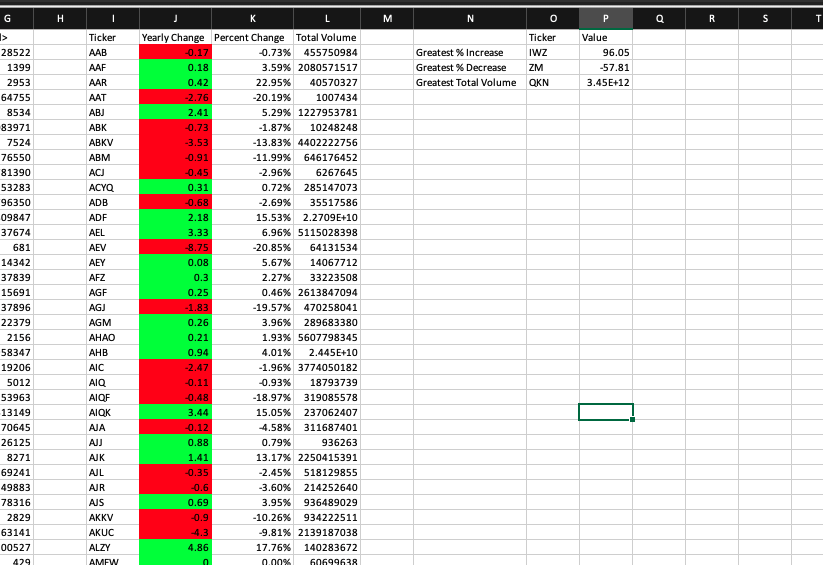 G H I J K L M N O P Q R S T
l> Ticker Yearly Change Percent Change Total Volume Ticker Value
28522 AAB -0.17 -0.73% 455750984 Greatest % Increase IWZ 96.05
1399 AAF 0.18 3.59% 2080571517 Greatest % Decrease ZM -57.81
2953 AAR 0.42 22.95% 40570327 Greatest Total Volume QKN 3.45E+12
64755 AAT -2.76 -20.19% 1007434
8534 ABJ 2.41 5.29% 1227953781
83971 ABK -0.73 -1.87% 10248248
7524 ABKV -3.53 -13.83% 4402222756
76550 ABM -0.91 -11.99% 646176452
81390 ACJ -0.45 -2.96% 6267645
53283 ACYQ 0.31 0.72% 285147073
96350 ADB -0.68 -2.69% 35517586
09847 ADF 2.18 15.53% 2.2709E+10
37674 AEL 3.33 6.96% 5115028398
681 AEV -8.75 -20.85% 64131534
14342 AEY 0.08 5.67% 14067712
37839 AFZ 0.3 2.27% 33223508
15691 AGF 0.25 0.46% 2613847094
37896 AGJ -1.83 -19.57% 470258041
22379 AGM 0.26 3.96% 289683380
2156 AHAO 0.21 1.93% 5607798345
58347 AHB 0.94 4.01% 2.445E+10
19206 AIC -2.47 -1.96% 3774050182
5012 AIQ -0.11 -0.93% 18793739
53963 AIQF -0.48 -18.97% 319085578
13149 AIQK 3.44 15.05% 237062407
70645 AJA -0.12 -4.58% 311687401
26125 AJJ 0.88 0.79% 936263
8271 AJK 1.41 13.17% 2250415391
69241 AJL -0.35 -2.45% 518129855
49883 AJR -0.6 -3.60% 214252640
78316 AJS 0.69 3.95% 936489029
2829 AKKV -0.9 -10.26% 934222511
63141 AKUC -4.3 -9.81% 2139187038
00527 ALZY 4.86 17.76% 140283672
429 AMFW 0 0.00% 60699638